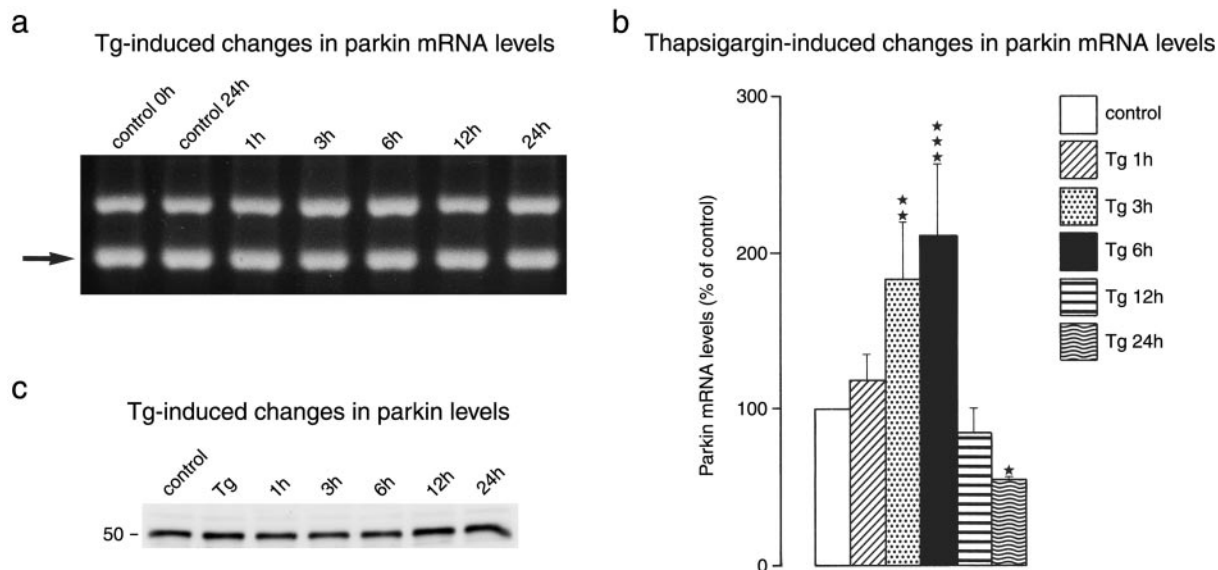 a
Tg-induced changes in parkin mRNA levels
control 0h
control 24h
1h
3h
6h
12h
24h
b
Thapsigargin-induced changes in parkin mRNA levels
300
200
100
0
Parkin mRNA levels (% of control)
control
Tg 1h
Tg 3h
Tg 6h
Tg 12h
Tg 24h
c
Tg-induced changes in parkin levels
control
Tg
1h
3h
6h
12h
24h
50